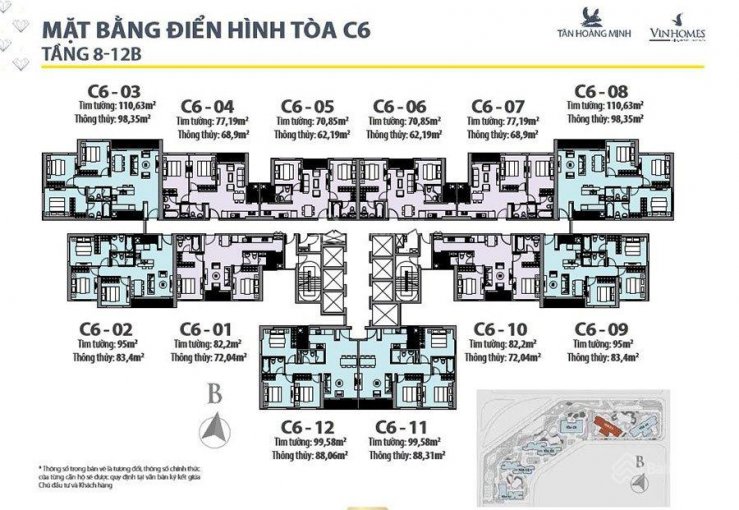 MẶT BẰNG ĐIỂN HÌNH TÒA C6
TẦNG 8-12B
TÂN HOÀNG MINH
VINHOMES
C6 - 03
Tim tường: 110,63m²
Thông thủy: 98,35m²
C6 - 04
Tim tường: 77,19m²
Thông thủy: 68,9m²
C6 - 05
Tim tường: 70,85m²
Thông thủy: 62,19m²
C6 - 06
Tim tường: 70,85m²
Thông thủy: 62,19m²
C6 - 07
Tim tường: 77,19m²
Thông thủy: 68,9m²
C6 - 08
Tim tường: 110,63m²
Thông thủy: 98,35m²
C6 - 02
Tim tường: 95m²
Thông thủy: 83,4m²
C6 - 01
Tim tường: 82,2m²
Thông thủy: 72,04m²
C6 - 10
Tim tường: 82,2m²
Thông thủy: 72,04m²
C6 - 09
Tim tường: 95m²
Thông thủy: 83,4m²
B
C6 - 12
Tim tường: 99,58m²
Thông thủy: 88,06m²
C6 - 11
Tim tường: 99,58m²
Thông thủy: 88,31m²
B
* Thông số trong bản vẽ là tương đối, thông số chính thức
của từng căn hộ sẽ được quy định tại văn bản ký kết giữa
Chủ đầu tư và Khách hàng